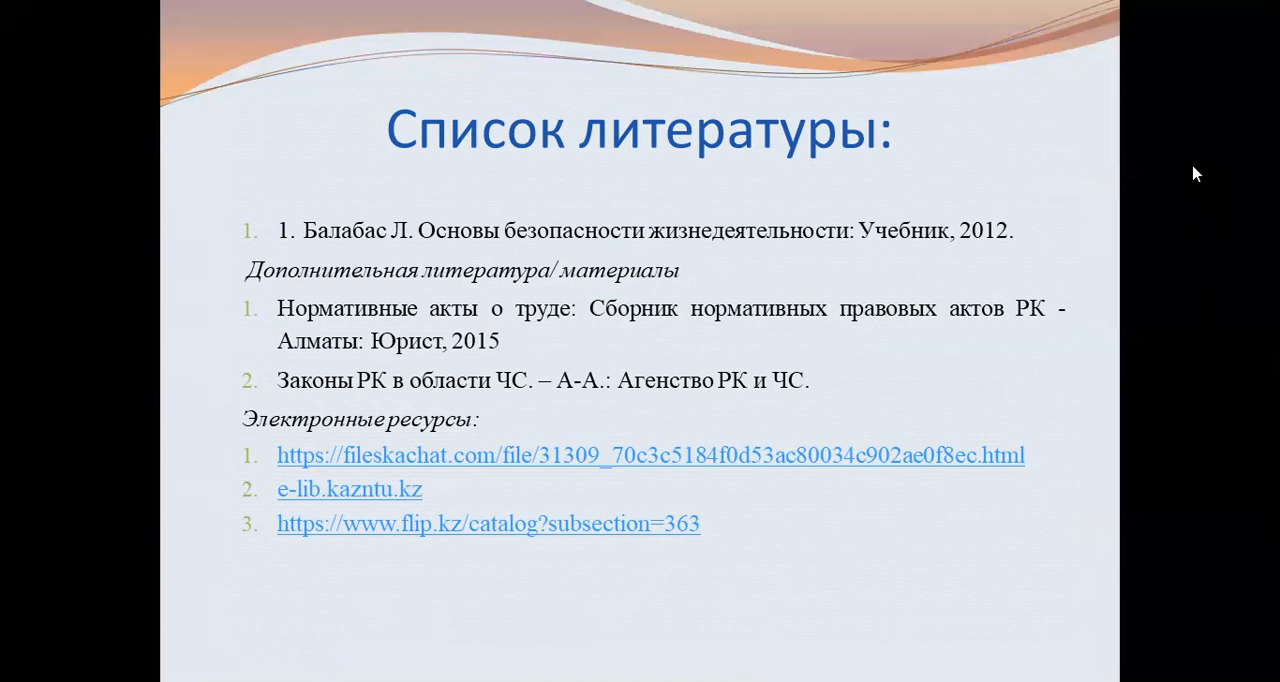 Список литературы:
1. 1. Балабас Л. Основы безопасности жизнедеятельности: Учебник, 2012.
Дополнительная литература/ материалы
1. Нормативные акты о труде: Сборник нормативных правовых актов РК -
Алматы: Юрист, 2015
2. Законы РК в области ЧС. – А-А.: Агенство РК и ЧС.
Электронные ресурсы:
1. https://fileskachat.com/file/31309_70c3c5184f0d53ac80034c902ae0f8ec.html
2. e-lib.kazntu.kz
3. https://www.flip.kz/catalog?subsection=363